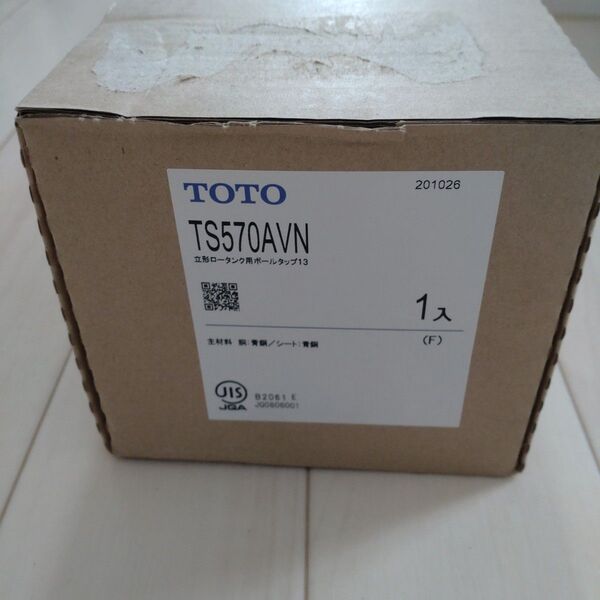 TOTO
201026
TS570AVN
立形ロータンク用ボールタップ13
1入
主材料 胴:青銅/シート:青銅
(F)
JIS
JQA
B2061 E
JQ0606001